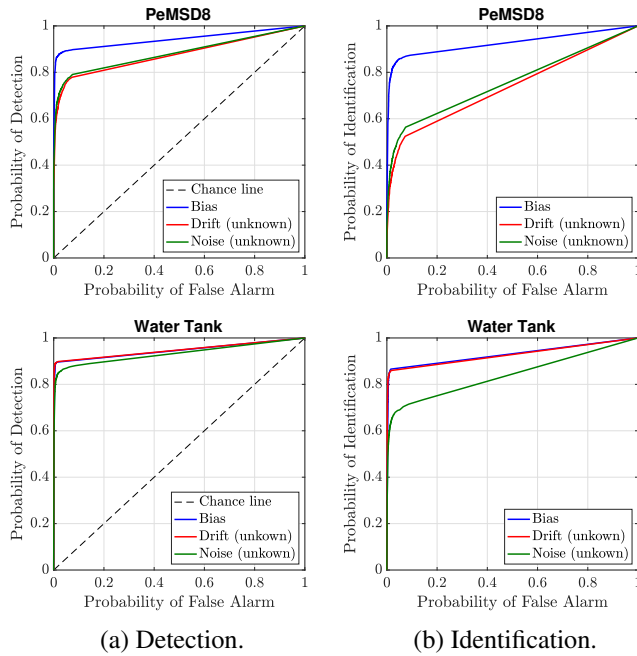 PeMSD8
1
0.8
0.6
0.4
0.2
0
0 0.2 0.4 0.6 0.8 1
Probability of Detection
Probability of False Alarm
Chance line
Bias
Drift (unknown)
Noise (unknown)
PeMSD8
1
0.8
0.6
0.4
0.2
0
0 0.2 0.4 0.6 0.8 1
Probability of Identification
Probability of False Alarm
Bias
Drift (unknown)
Noise (unknown)
Water Tank
1
0.8
0.6
0.4
0.2
0
0 0.2 0.4 0.6 0.8 1
Probability of Detection
Probability of False Alarm
Chance line
Bias
Drift (unkown)
Noise (unkown)
Water Tank
1
0.8
0.6
0.4
0.2
0
0 0.2 0.4 0.6 0.8 1
Probability of Identification
Probability of False Alarm
Bias
Drift (unkown)
Noise (unkown)
(a) Detection.
(b) Identification.